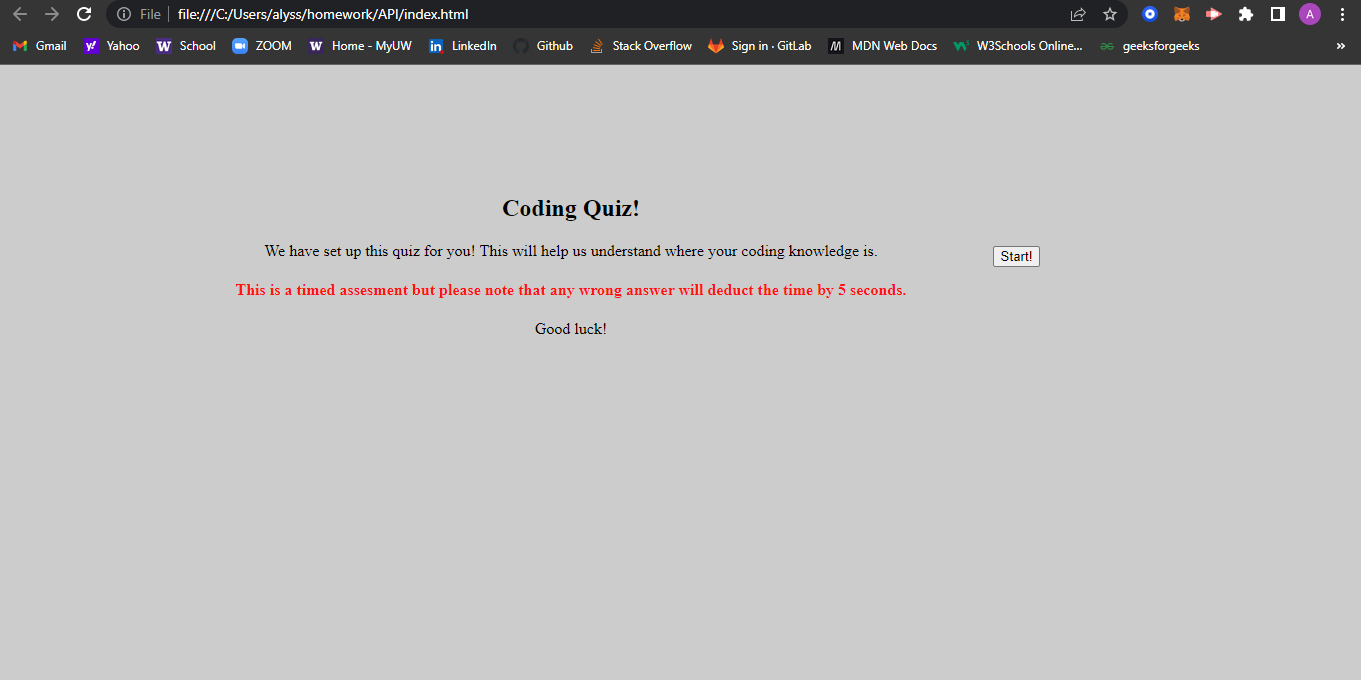 File file:///C:/Users/alyss/homework/API/index.html A
Gmail Yahoo School ZOOM Home - MyUW LinkedIn Github Stack Overflow Sign in · GitLab MDN Web Docs W3Schools Online... geeksforgeeks »
Coding Quiz!
We have set up this quiz for you! This will help us understand where your coding knowledge is.
Start!
This is a timed assesment but please note that any wrong answer will deduct the time by 5 seconds.
Good luck!